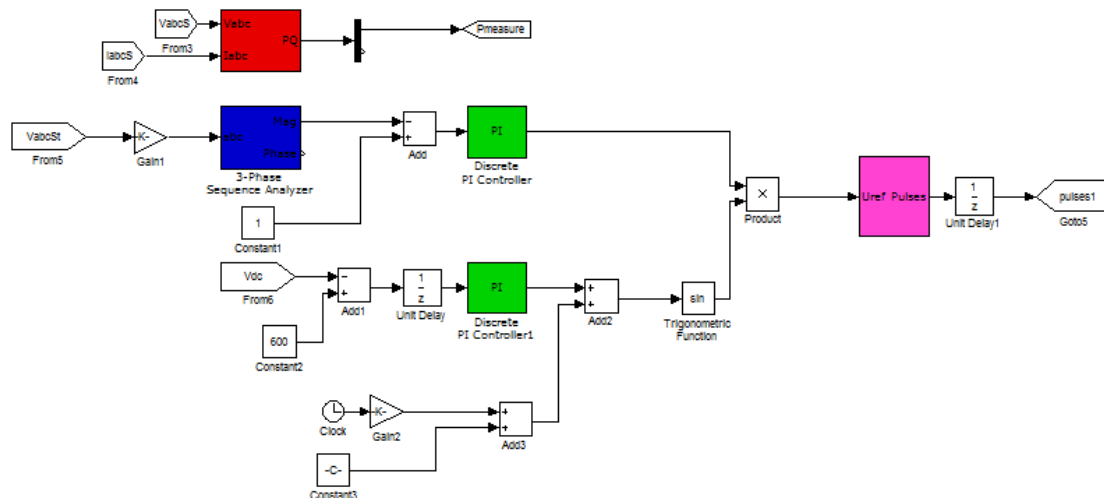 VabcS
From3
Vabc
PQ
Iabc
IabcS
From4
Pmeasure
VabcSt
From5
-K-
Gain1
abc
Mag
Phase
3-Phase
Sequence Analyzer
1
Constant1
−
+
Add
PI
Discrete
PI Controller
×
Product
Uref Pulses
1
z
Unit Delay1
pulses1
Goto5
Vdc
From6
600
Constant2
−
+
Add1
1
z
Unit Delay
PI
Discrete
PI Controller1
+
+
Add2
sin
Trigonometric
Function
Clock
-K-
Gain2
-C-
Constant3
+
+
Add3